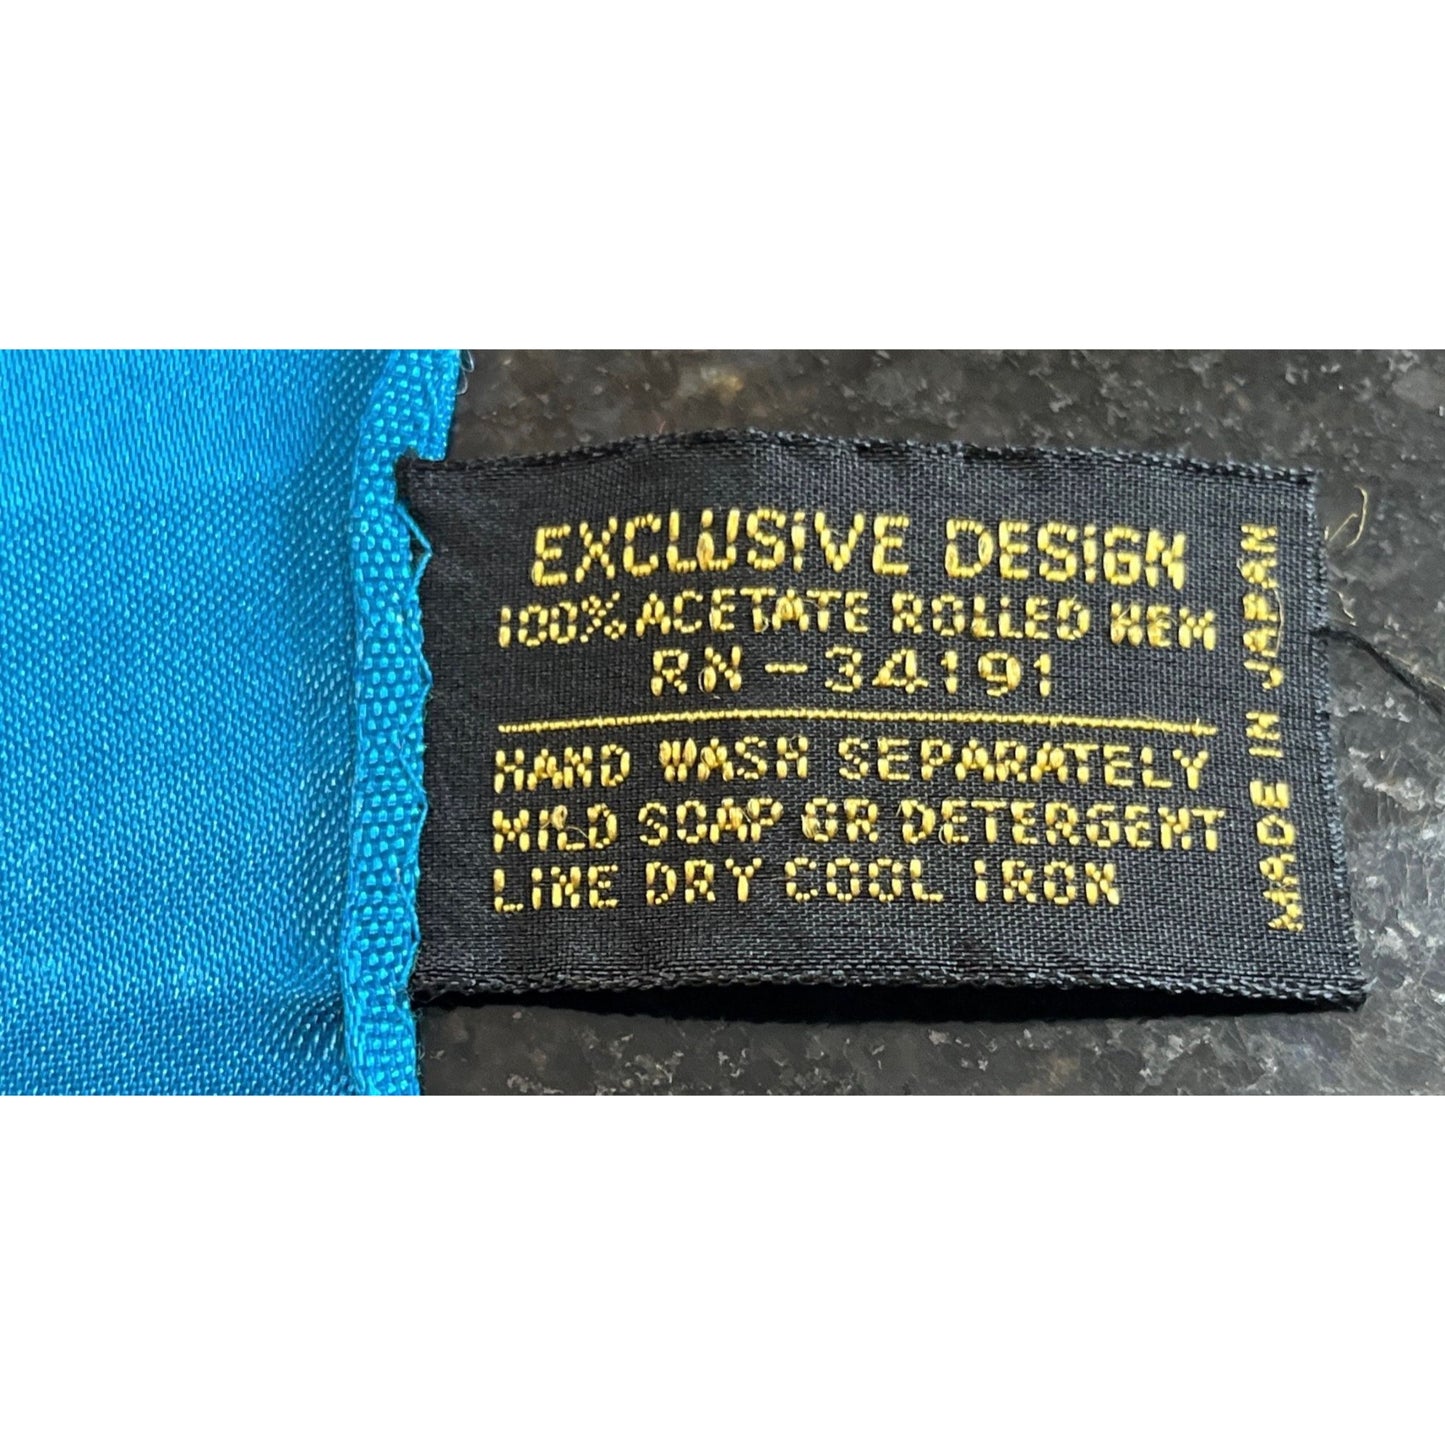 EXCLUSiVE DESiGN
100% ACETATE ROLLED HEM
RN-34191
HAND WASH SEPARATELY
MILD SOAP OR DETERGENT
LINE DRY COOL IRON
MADE IN JAPAN